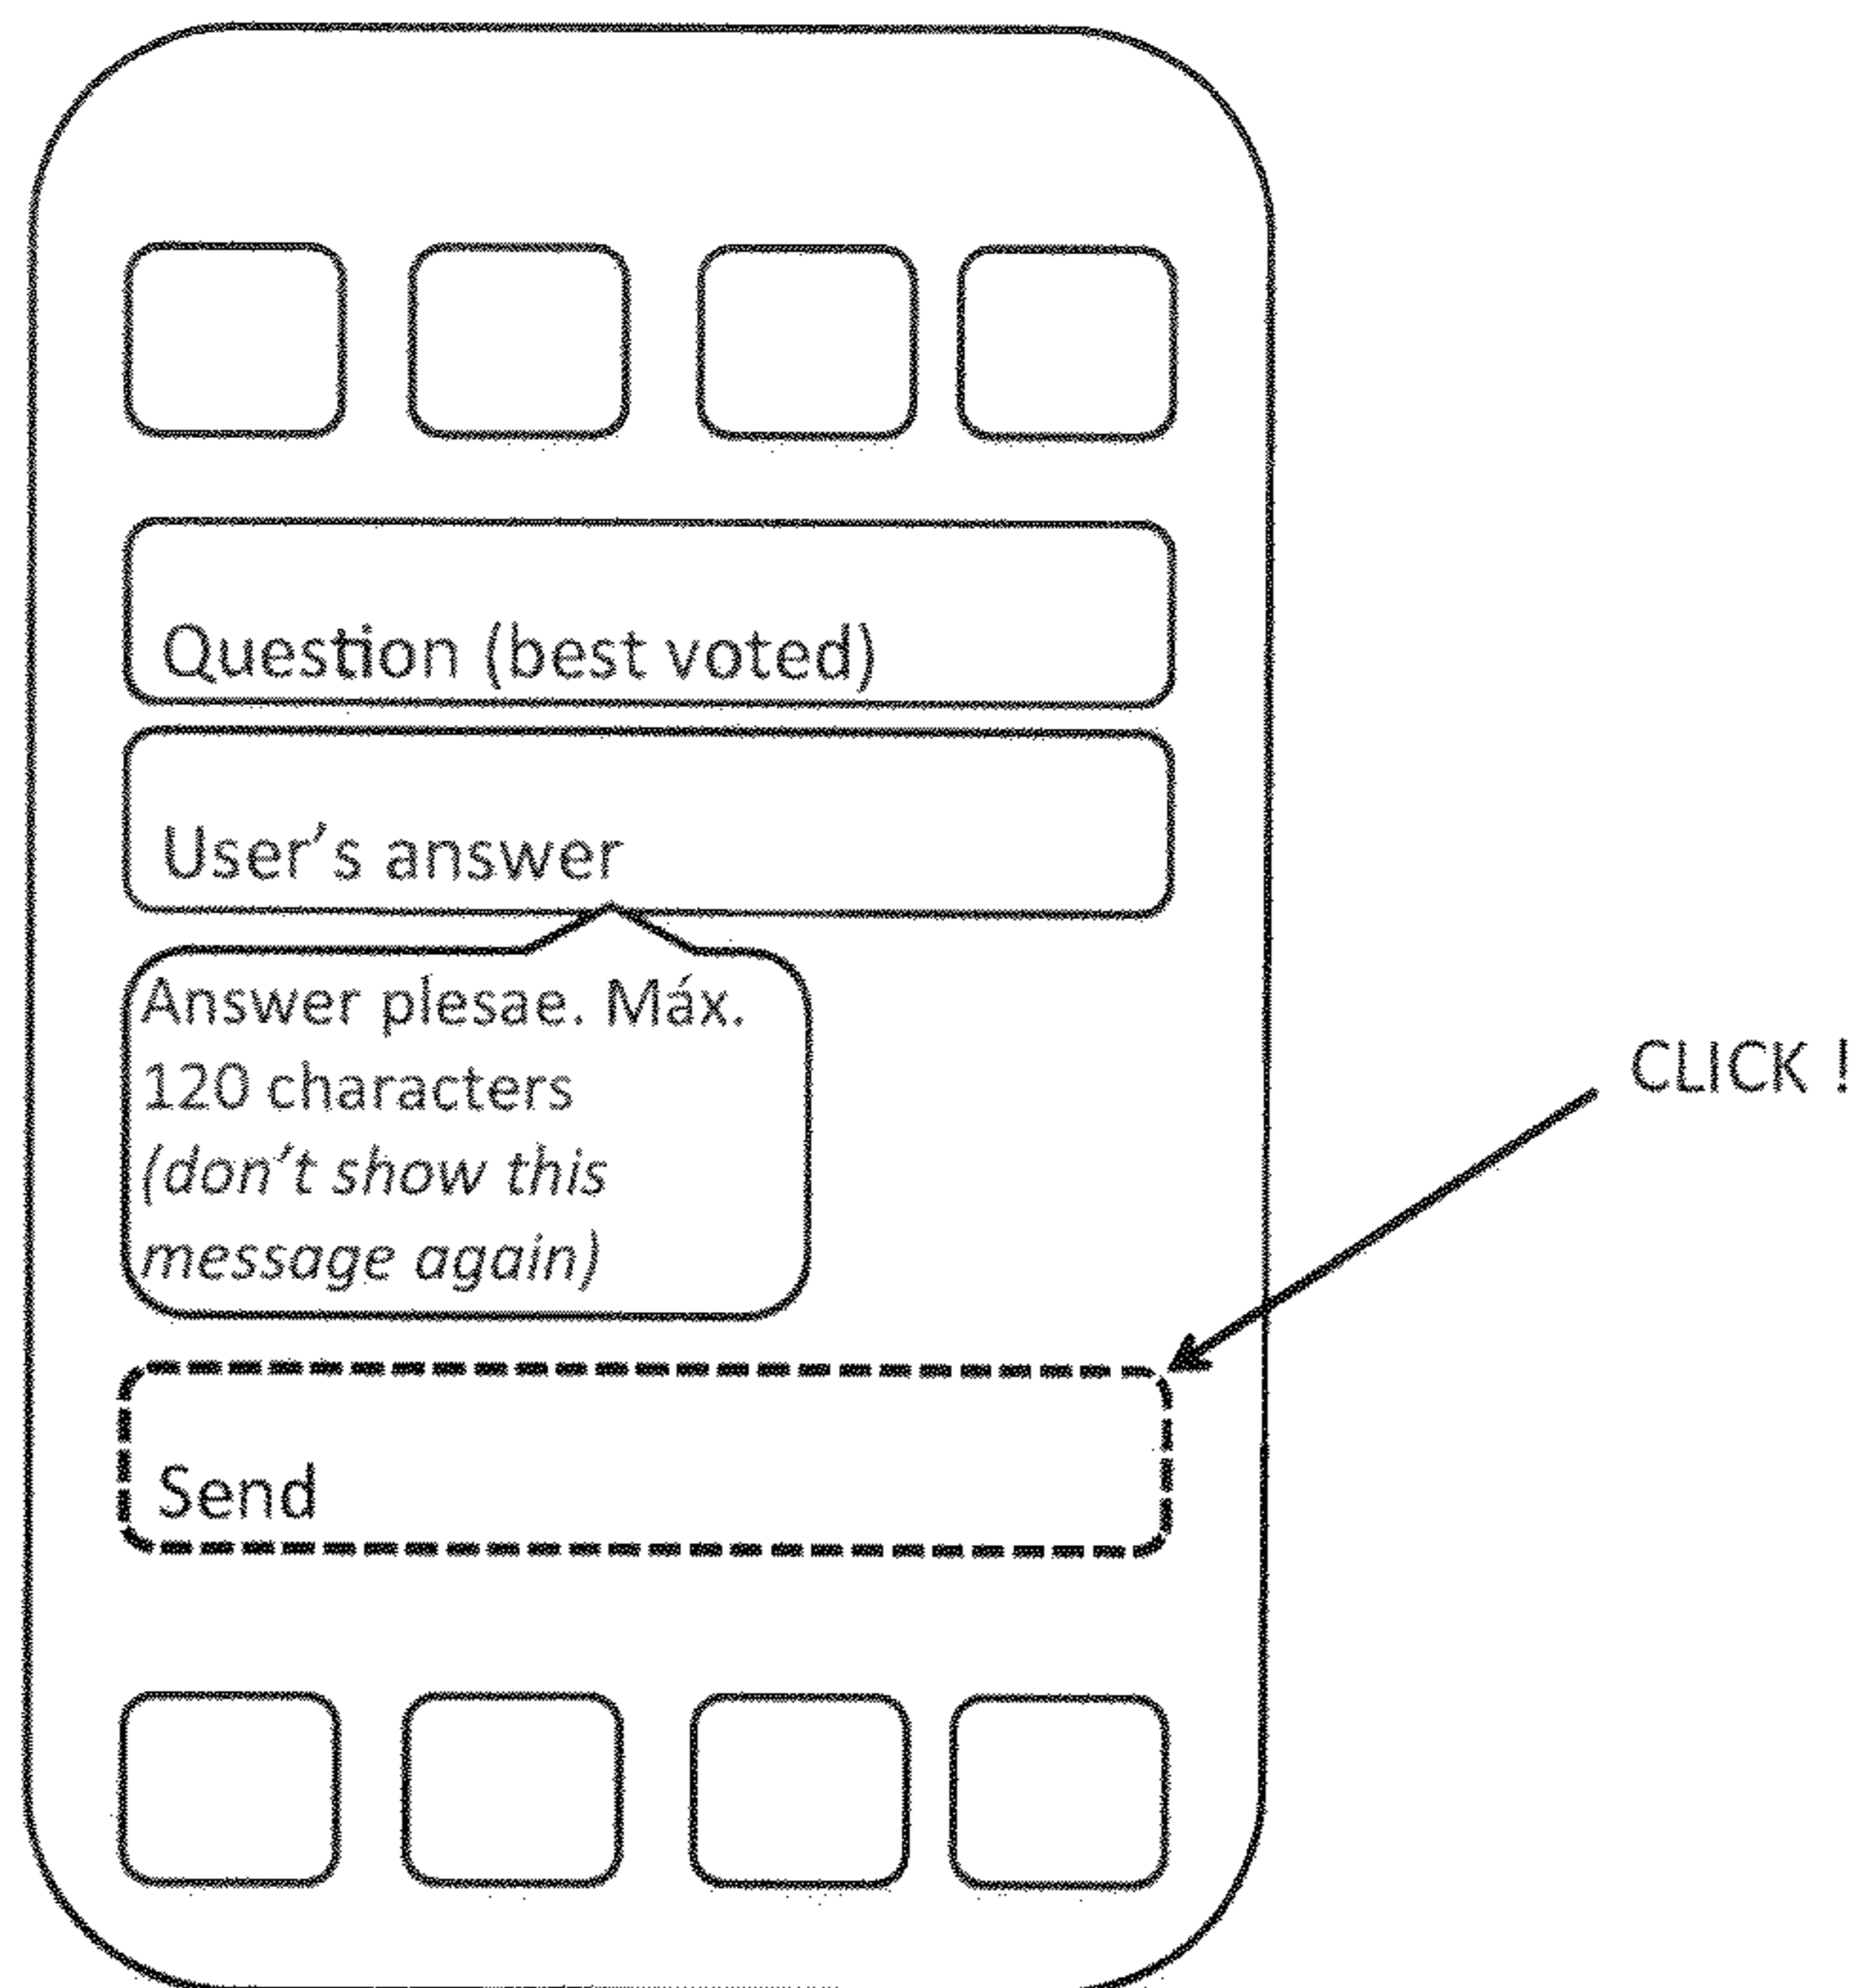 Question (best voted)
User's answer
Answer plesae. Máx.
120 characters
(don't show this
message again)
CLICK !
Send